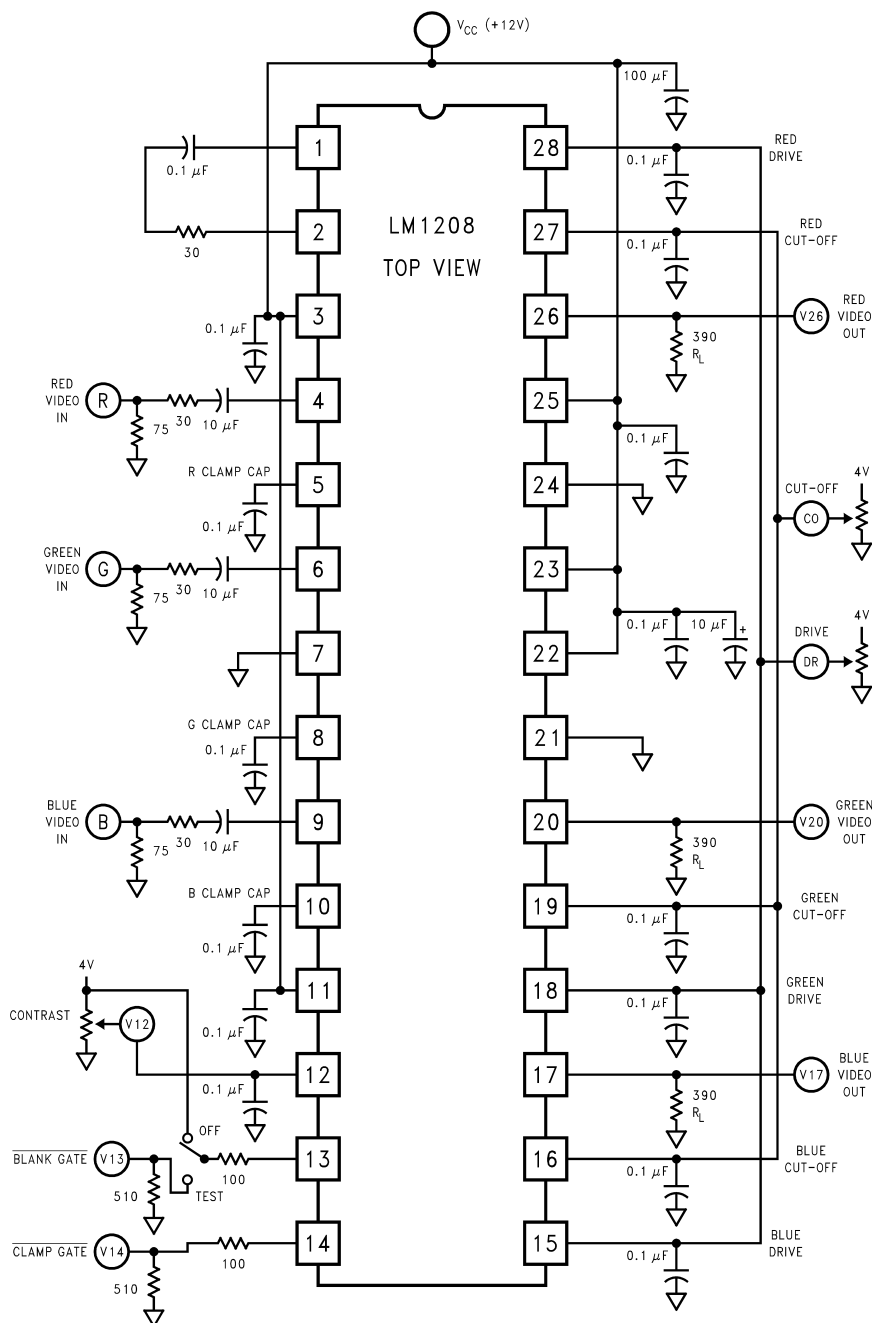 V_CC (+12V)
100 μF
1
28
RED
DRIVE
0.1 μF
0.1 μF
LM1208
TOP VIEW
2
27
RED
CUT-OFF
30
0.1 μF
3
26
RED
VIDEO
OUT
V26
0.1 μF
390
R_L
RED
VIDEO
IN
R
4
25
75
30
10 μF
0.1 μF
R CLAMP CAP
5
24
0.1 μF
CUT-OFF
4V
CO
GREEN
VIDEO
IN
G
6
23
75
30
10 μF
0.1 μF
10 μF
+
DRIVE
4V
DR
7
22
G CLAMP CAP
0.1 μF
8
21
BLUE
VIDEO
IN
B
9
20
GREEN
VIDEO
OUT
V20
75
30
10 μF
390
R_L
B CLAMP CAP
10
19
GREEN
CUT-OFF
0.1 μF
0.1 μF
4V
11
18
GREEN
DRIVE
CONTRAST
V12
0.1 μF
0.1 μF
12
17
BLUE
VIDEO
OUT
V17
0.1 μF
390
R_L
OFF
BLANK GATE
V13
13
16
BLUE
CUT-OFF
510
TEST
100
0.1 μF
CLAMP GATE
V14
14
15
BLUE
DRIVE
510
100
0.1 μF